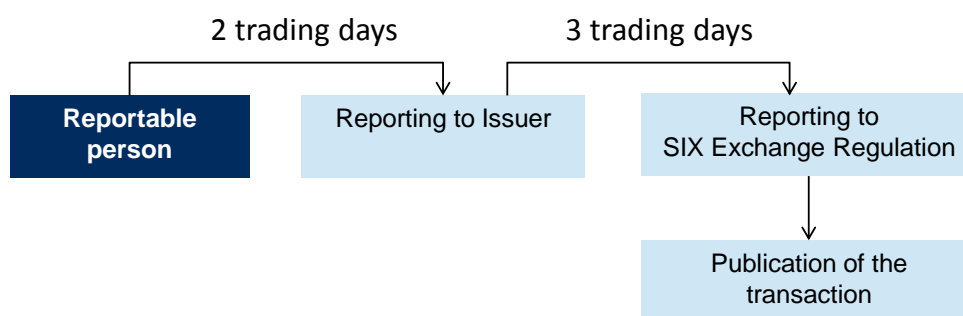 2 trading days
3 trading days
Reportable
person
Reporting to Issuer
Reporting to
SIX Exchange Regulation
Publication of the
transaction